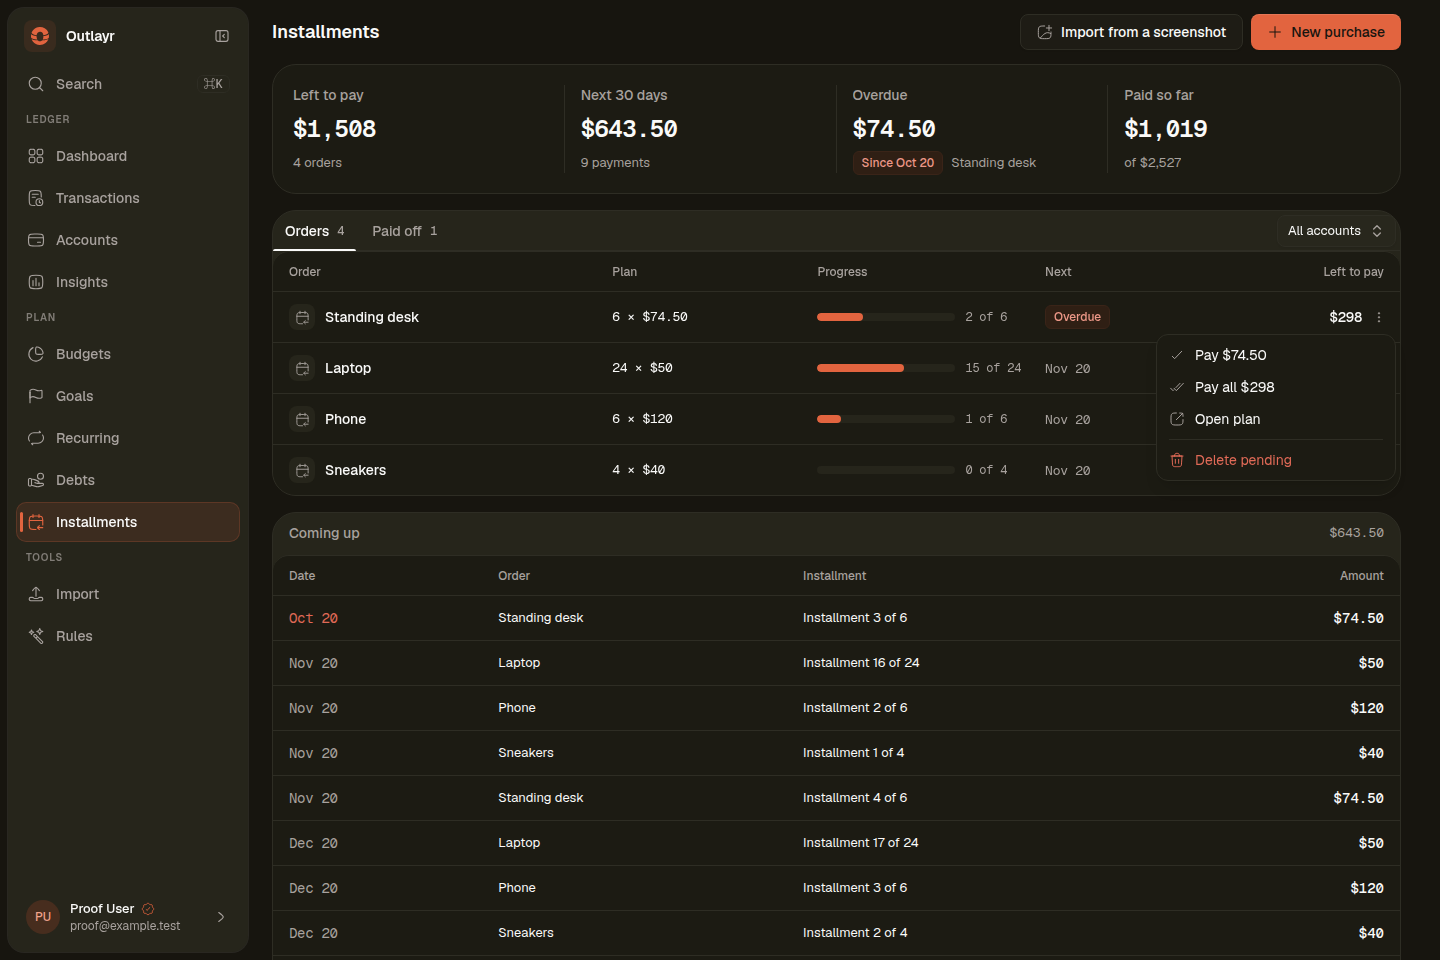 Outlayr
Search ⌘K
LEDGER
Dashboard
Transactions
Accounts
Insights
PLAN
Budgets
Goals
Recurring
Debts
Installments
TOOLS
Import
Rules
PU
Proof User
proof@example.test
Installments
Import from a screenshot
New purchase
Left to pay
$1,508
4 orders
Next 30 days
$643.50
9 payments
Overdue
$74.50
Since Oct 20 Standing desk
Paid so far
$1,019
of $2,527
Orders 4 Paid off 1 All accounts
Order Plan Progress Next Left to pay
Standing desk 6 × $74.50 2 of 6 Overdue $298
Laptop 24 × $50 15 of 24 Nov 20
Phone 6 × $120 1 of 6 Nov 20
Sneakers 4 × $40 0 of 4 Nov 20
Pay $74.50
Pay all $298
Open plan
Delete pending
Coming up $643.50
Date Order Installment Amount
Oct 20 Standing desk Installment 3 of 6 $74.50
Nov 20 Laptop Installment 16 of 24 $50
Nov 20 Phone Installment 2 of 6 $120
Nov 20 Sneakers Installment 1 of 4 $40
Nov 20 Standing desk Installment 4 of 6 $74.50
Dec 20 Laptop Installment 17 of 24 $50
Dec 20 Phone Installment 3 of 6 $120
Dec 20 Sneakers Installment 2 of 4 $40